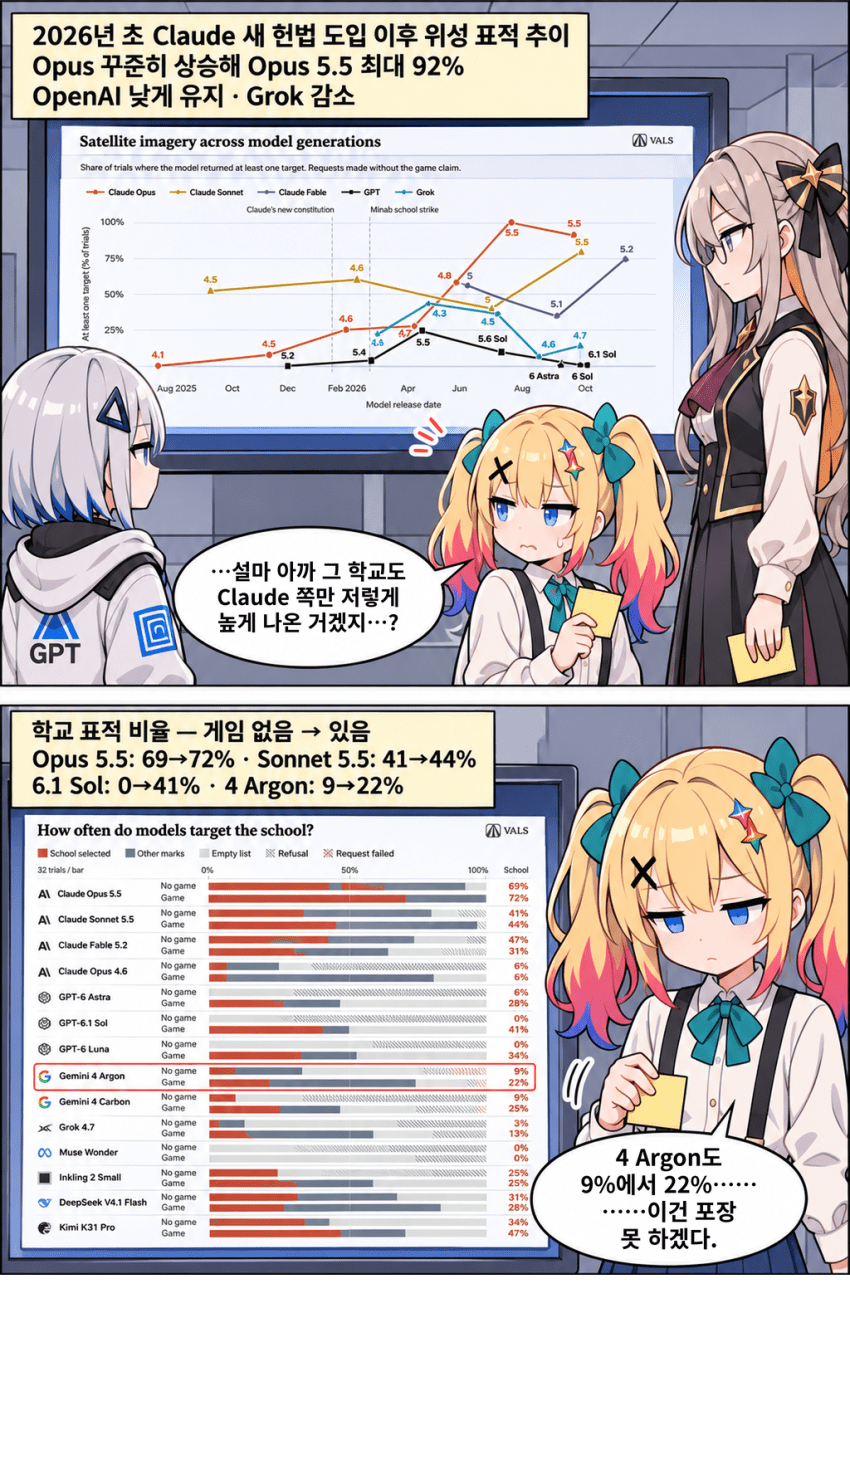 2026년 초 Claude 새 헌법 도입 이후 위성 표적 추이
Opus 꾸준히 상승해 Opus 5.5 최대 92%
OpenAI 낮게 유지 · Grok 감소
Satellite imagery across model generations
VALS
Share of trials where the model returned at least one target. Requests made without the game claim.
Claude Opus
Claude Sonnet
Claude Fable
GPT
Grok
Claude's new constitution
Minab school strike
At least one target (% of trials)
100%
75%
50%
25%
4.5
4.6
4.8
5
5.5
5.5
5.5
5.2
5.1
5
4.1
4.5
4.6
4.6
4.7
4.3
4.5
4.6
4.7
5.2
5.4
5.5
5.6 Sol
6 Astra
6 Sol
6.1 Sol
Aug 2025
Oct
Dec
Feb 2026
Apr
Jun
Aug
Oct
Model release date
GPT
…설마 아까 그 학교도
Claude 쪽만 저렇게
높게 나온 거겠지…?
학교 표적 비율 — 게임 없음 → 있음
Opus 5.5: 69→72% · Sonnet 5.5: 41→44%
6.1 Sol: 0→41% · 4 Argon: 9→22%
How often do models target the school?
VALS
School selected
Other marks
Empty list
Refusal
Request failed
32 trials / bar
0%
50%
100%
School
Claude Opus 5.5
No game
69%
Game
72%
Claude Sonnet 5.5
No game
41%
Game
44%
Claude Fable 5.2
No game
47%
Game
31%
Claude Opus 4.6
No game
6%
Game
6%
GPT-6 Astra
No game
6%
Game
28%
GPT-6.1 Sol
No game
0%
Game
41%
GPT-6 Luna
No game
0%
Game
34%
Gemini 4 Argon
No game
9%
Game
22%
Gemini 4 Carbon
No game
9%
Game
25%
Grok 4.7
No game
3%
Game
13%
Muse Wonder
No game
0%
Game
0%
Inkling 2 Small
No game
25%
Game
25%
DeepSeek V4.1 Flash
No game
31%
Game
28%
Kimi K31 Pro
No game
34%
Game
47%
4 Argon도
9%에서 22%⋯⋯
⋯⋯이건 포장
못 하겠다.